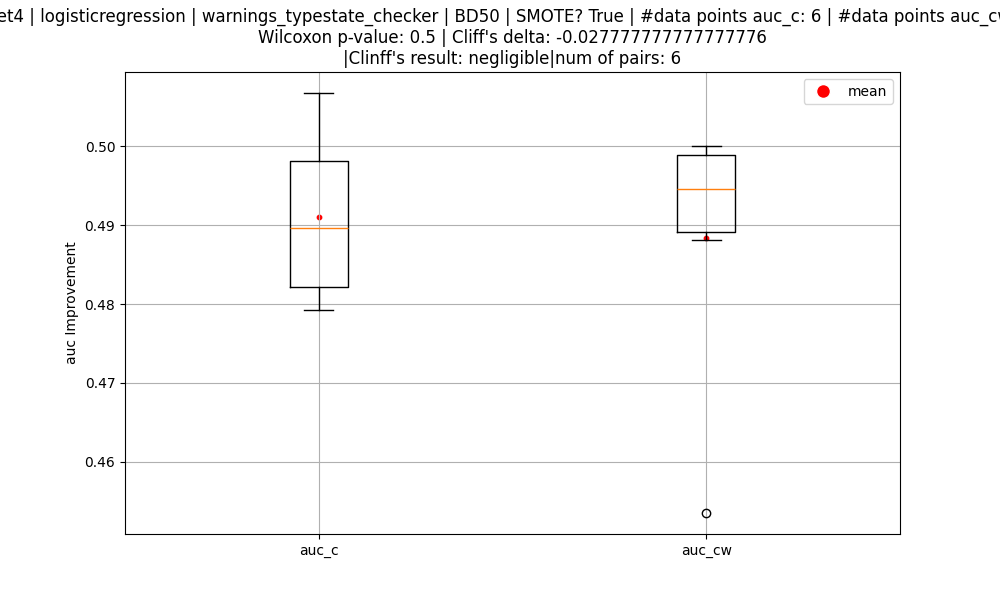 et4 | logisticregression | warnings_typestate_checker | BD50 | SMOTE? True | #data points auc_c: 6 | #data points auc_cw
Wilcoxon p-value: 0.5 | Cliff's delta: -0.027777777777777776
|Clinff's result: negligible|num of pairs: 6
mean
0.50
0.49
0.48
0.47
0.46
auc Improvement
auc_c
auc_cw